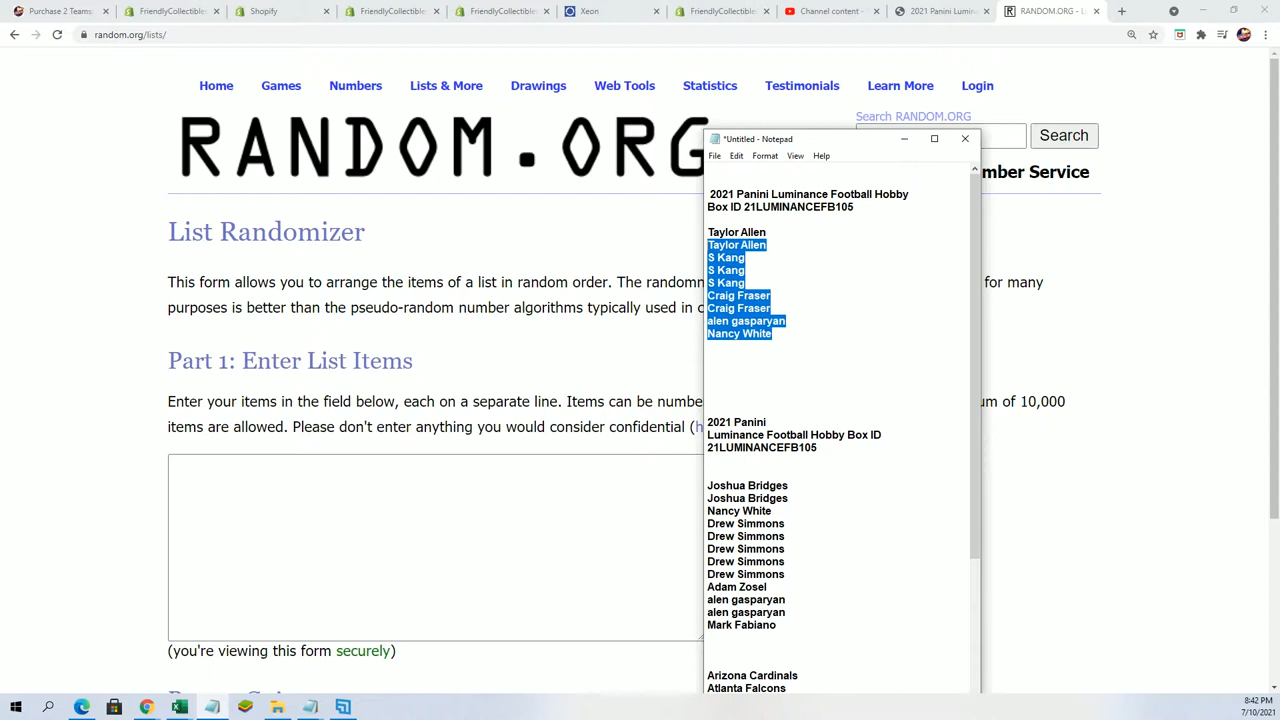 Purchase 2 Teams:
FriendlyCollectible
Shopify
FriendlyCollectible
FriendlyCollectible
Xeon
FriendlyCollectible
Channel content -
2021 Panini Lumin
RANDOM.ORG - L
random.org/lists/
Home
Games
Numbers
Lists & More
Drawings
Web Tools
Statistics
Testimonials
Learn More
Login
Search RANDOM.ORG
Search
RANDOM.ORG
mber Service
List Randomizer
This form allows you to arrange the items of a list in random order. The randomn
for many
purposes is better than the pseudo-random number algorithms typically used in c
Part 1: Enter List Items
Enter your items in the field below, each on a separate line. Items can be numbe
um of 10,000
items are allowed. Please don't enter anything you would consider confidential (h
(you're viewing this form securely)
*Untitled - Notepad
File Edit Format View Help
2021 Panini Luminance Football Hobby
Box ID 21LUMINANCEFB105
Taylor Allen
Taylor Allen
S Kang
S Kang
S Kang
Craig Fraser
Craig Fraser
alen gasparyan
Nancy White
2021 Panini
Luminance Football Hobby Box ID
21LUMINANCEFB105
Joshua Bridges
Joshua Bridges
Nancy White
Drew Simmons
Drew Simmons
Drew Simmons
Drew Simmons
Drew Simmons
Adam Zosel
alen gasparyan
alen gasparyan
Mark Fabiano
Arizona Cardinals
Atlanta Falcons
8:42 PM
7/10/2021